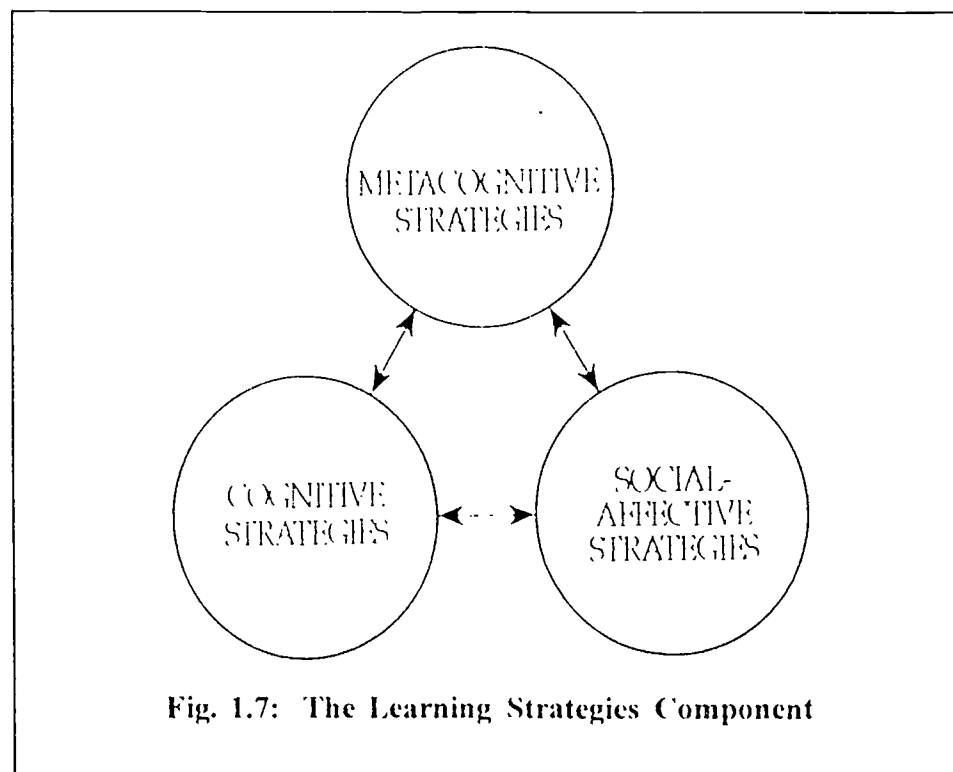 METACOGNITIVE
STRATEGIES
COGNITIVE
STRATEGIES
SOCIAL-
AFFECTIVE
STRATEGIES
Fig. 1.7: The Learning Strategies Component